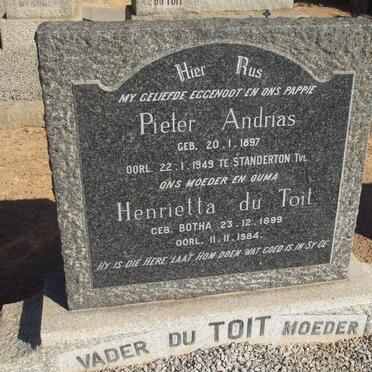 DU TOIT
Hier Rus
MY GELIEFDE EGGENOOT EN ONS PAPPIE
Pieter Andrias
GEB. 20.1.1897
OORL. 22.1.1949 TE STANDERTON TVL
ONS MOEDER EN OUMA
Henrietta du Toit
GEB. BOTHA 23.12.1899
OORL. 11.11.1984.
HY IS DIE HERE, LAAT HOM DOEN WAT GOED IS IN SY OË
VADER DU TOIT MOEDER